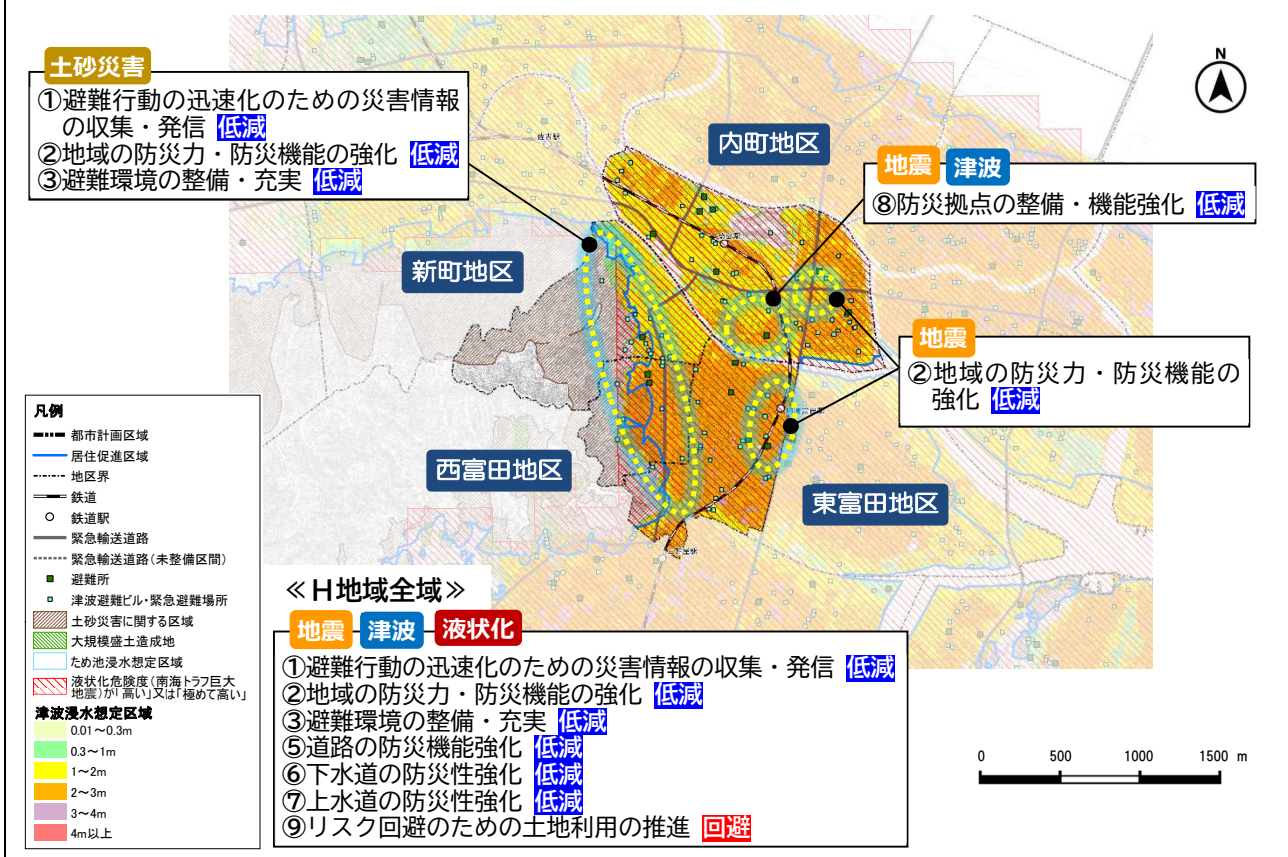 土砂災害
①避難行動の迅速化のための災害情報
の収集・発信 低減
②地域の防災力・防災機能の強化 低減
③避難環境の整備・充実 低減
N
佐古駅
内町地区
地震 津波
⑧防災拠点の整備・機能強化 低減
新町地区
地震
②地域の防災力・防災機能の
強化 低減
西富田地区
東富田地区
凡例
都市計画区域
居住促進区域
地区界
鉄道
鉄道駅
緊急輸送道路
緊急輸送道路(未整備区間)
避難所
津波避難ビル・緊急避難場所
土砂災害に関する区域
大規模盛土造成地
ため池浸水想定区域
液状化危険度(南海トラフ巨大
地震)が「高い」又は「極めて高い」
津波浸水想定区域
0.01～0.3m
0.3～1m
1～2m
2～3m
3～4m
4m以上
≪H地域全域≫
地震 津波 液状化
①避難行動の迅速化のための災害情報の収集・発信 低減
②地域の防災力・防災機能の強化 低減
③避難環境の整備・充実 低減
⑤道路の防災機能強化 低減
⑥下水道の防災性強化 低減
⑦上水道の防災性強化 低減
⑨リスク回避のための土地利用の推進 回避
0 500 1000 1500 m